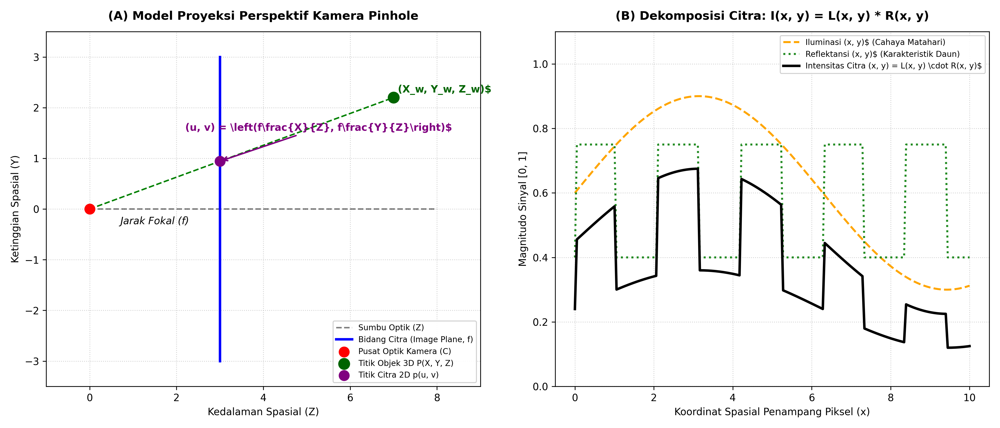 (A) Model Proyeksi Perspektif Kamera Pinhole
Ketinggian Spasial (Y)
3
2
1
0
−1
−2
−3
(X_w, Y_w, Z_w)$
(u, v) = \left(f\frac{X}{Z}, f\frac{Y}{Z}\right)$
Jarak Fokal (f)
Sumbu Optik (Z)
Bidang Citra (Image Plane, f)
Pusat Optik Kamera (C)
Titik Objek 3D P(X, Y, Z)
Titik Citra 2D p(u, v)
0 2 4 6 8
Kedalaman Spasial (Z)
(B) Dekomposisi Citra: I(x, y) = L(x, y) * R(x, y)
Magnitudo Sinyal [0, 1]
1.0
0.8
0.6
0.4
0.2
0.0
Iluminasi (x, y)$ (Cahaya Matahari)
Reflektansi (x, y)$ (Karakteristik Daun)
Intensitas Citra (x, y) = L(x, y) \cdot R(x, y)$
0 2 4 6 8 10
Koordinat Spasial Penampang Piksel (x)